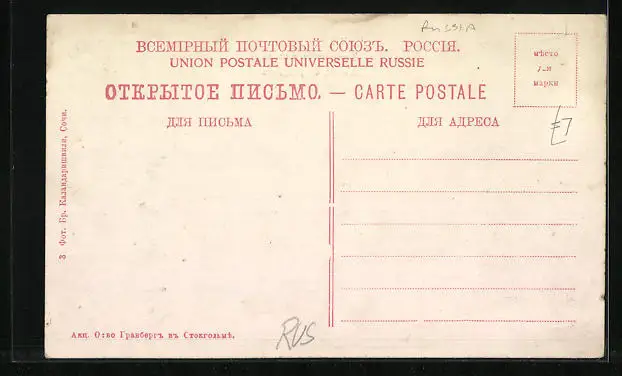 RUSSIA
ВСЕМІРНЫЙ ПОЧТОВЫЙ СОЮЗЪ. РОССІЯ.
UNION POSTALE UNIVERSELLE RUSSIE
мѣсто
для
марки
ОТКРЫТОЕ ПИСЬМО. — CARTE POSTALE
ДЛЯ ПИСЬМА
ДЛЯ АДРЕСА
3 Фот. Бр. Каландаришвили, Сочи.
RUS
Акц. О-во Гранбергъ въ Стокгольмѣ.